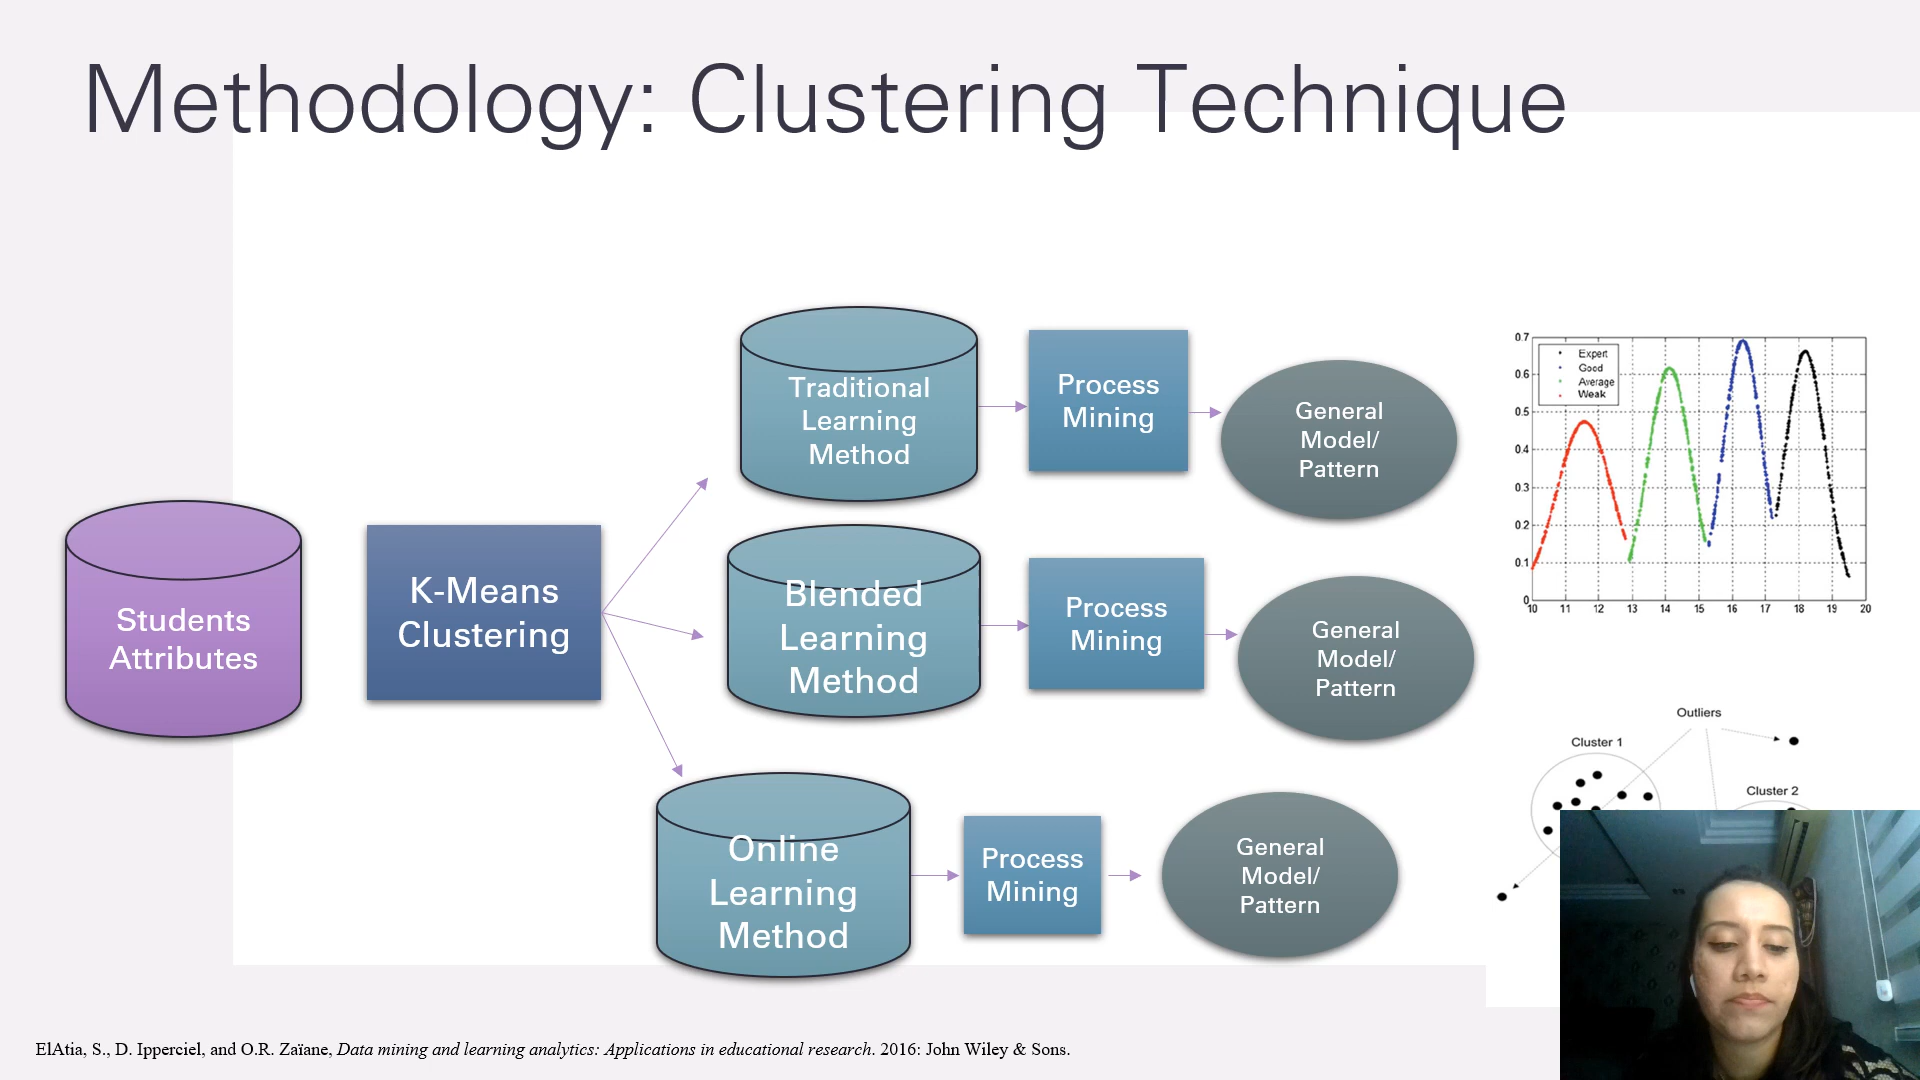 Methodology: Clustering Technique
Students
Attributes
K-Means
Clustering
Traditional
Learning
Method
Process
Mining
General
Model/
Pattern
Blended
Learning
Method
Process
Mining
General
Model/
Pattern
Online
Learning
Method
Process
Mining
General
Model/
Pattern
0.7
0.6
0.5
0.4
0.3
0.2
0.1
0
Expert
Good
Average
Weak
10 11 12 13 14 15 16 17 18 19 20
Outliers
Cluster 1
Cluster 2
ElAtia, S., D. Ipperciel, and O.R. Zaïane, Data mining and learning analytics: Applications in educational research. 2016: John Wiley & Sons.